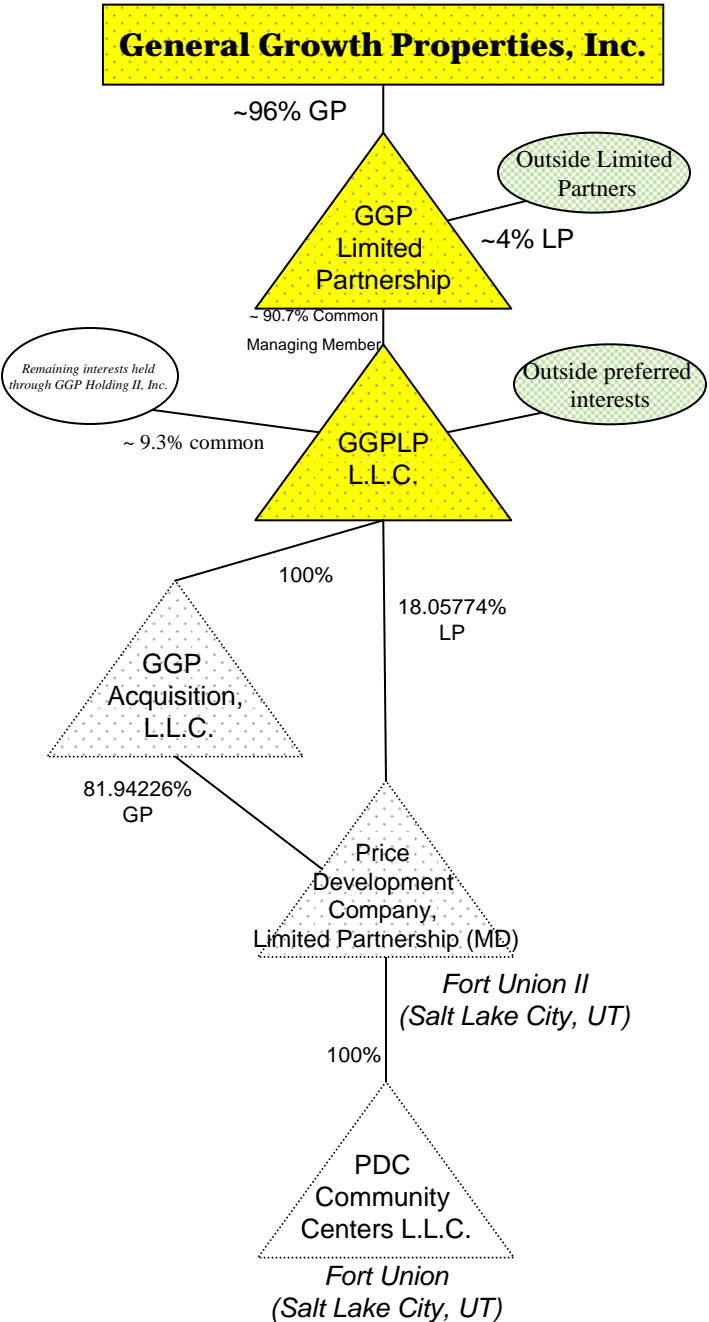 General Growth Properties, Inc.
~96% GP
Outside Limited
Partners
GGP
Limited
Partnership
~4% LP
~ 90.7% Common
Managing Member
Remaining interests held
through GGP Holding II, Inc.
Outside preferred
interests
~ 9.3% common
GGPLP
L.L.C.
100%
18.05774%
LP
GGP
Acquisition,
L.L.C.
81.94226%
GP
Price
Development
Company,
Limited Partnership (MD)
Fort Union II
(Salt Lake City, UT)
100%
PDC
Community
Centers L.L.C.
Fort Union
(Salt Lake City, UT)